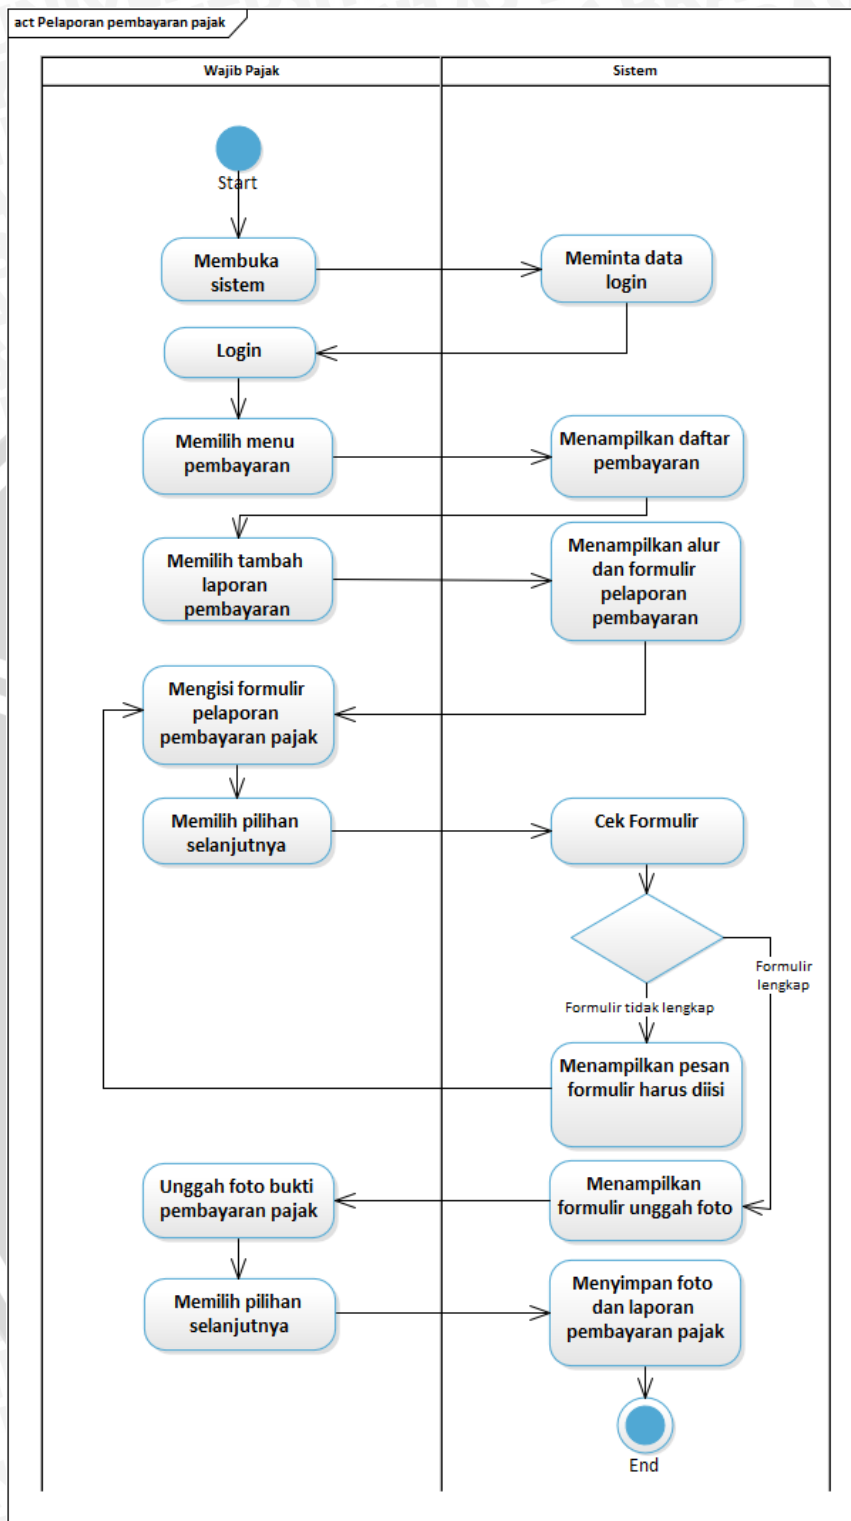 act Pelaporan pembayaran pajak
Wajib Pajak
Sistem
Start
Membuka
sistem
Meminta data
login
Login
Memilih menu
pembayaran
Menampilkan daftar
pembayaran
Memilih tambah
laporan
pembayaran
Menampilkan alur
dan formulir
pelaporan
pembayaran
Mengisi formulir
pelaporan
pembayaran pajak
Memilih pilihan
selanjutnya
Cek Formulir
Formulir
lengkap
Formulir tidak lengkap
Menampilkan pesan
formulir harus diisi
Menampilkan
formulir unggah foto
Unggah foto bukti
pembayaran pajak
Memilih pilihan
selanjutnya
Menyimpan foto
dan laporan
pembayaran pajak
End